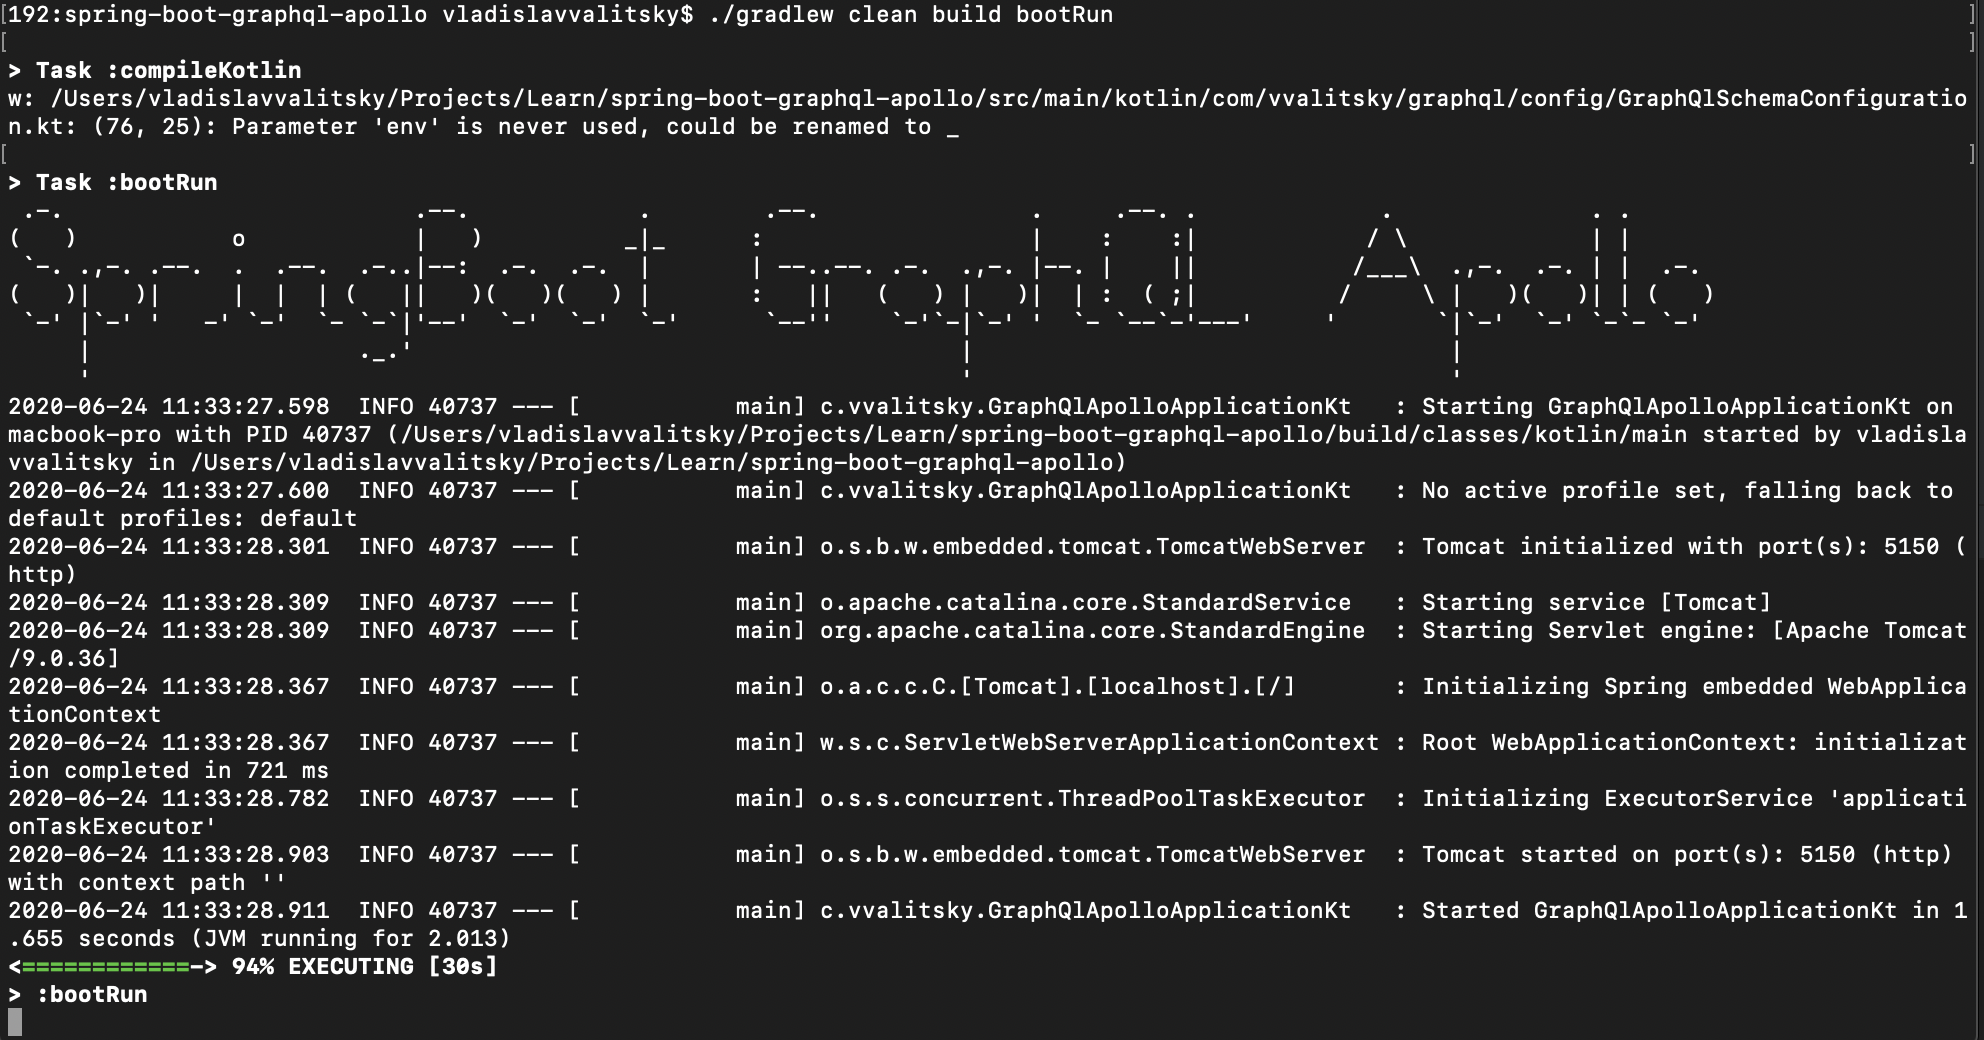 [192:spring-boot-graphql-apollo vladislavvalitsky$ ./gradlew clean build bootRun ]
[ ]
> Task :compileKotlin
w: /Users/vladislavvalitsky/Projects/Learn/spring-boot-graphql-apollo/src/main/kotlin/com/vvalitsky/graphql/config/GraphQlSchemaConfiguratio
n.kt: (76, 25): Parameter 'env' is never used, could be renamed to _
[ ]
> Task :bootRun
SpringBoot GraphQL Apollo
2020-06-24 11:33:27.598  INFO 40737 --- [           main] c.vvalitsky.GraphQlApolloApplicationKt   : Starting GraphQlApolloApplicationKt on
macbook-pro with PID 40737 (/Users/vladislavvalitsky/Projects/Learn/spring-boot-graphql-apollo/build/classes/kotlin/main started by vladisla
vvalitsky in /Users/vladislavvalitsky/Projects/Learn/spring-boot-graphql-apollo)
2020-06-24 11:33:27.600  INFO 40737 --- [           main] c.vvalitsky.GraphQlApolloApplicationKt   : No active profile set, falling back to
default profiles: default
2020-06-24 11:33:28.301  INFO 40737 --- [           main] o.s.b.w.embedded.tomcat.TomcatWebServer  : Tomcat initialized with port(s): 5150 (
http)
2020-06-24 11:33:28.309  INFO 40737 --- [           main] o.apache.catalina.core.StandardService   : Starting service [Tomcat]
2020-06-24 11:33:28.309  INFO 40737 --- [           main] org.apache.catalina.core.StandardEngine  : Starting Servlet engine: [Apache Tomcat
/9.0.36]
2020-06-24 11:33:28.367  INFO 40737 --- [           main] o.a.c.c.C.[Tomcat].[localhost].[/]       : Initializing Spring embedded WebApplica
tionContext
2020-06-24 11:33:28.367  INFO 40737 --- [           main] w.s.c.ServletWebServerApplicationContext : Root WebApplicationContext: initializat
ion completed in 721 ms
2020-06-24 11:33:28.782  INFO 40737 --- [           main] o.s.s.concurrent.ThreadPoolTaskExecutor  : Initializing ExecutorService 'applicati
onTaskExecutor'
2020-06-24 11:33:28.903  INFO 40737 --- [           main] o.s.b.w.embedded.tomcat.TomcatWebServer  : Tomcat started on port(s): 5150 (http)
with context path ''
2020-06-24 11:33:28.911  INFO 40737 --- [           main] c.vvalitsky.GraphQlApolloApplicationKt   : Started GraphQlApolloApplicationKt in 1
.655 seconds (JVM running for 2.013)
<============-> 94% EXECUTING [30s]
> :bootRun